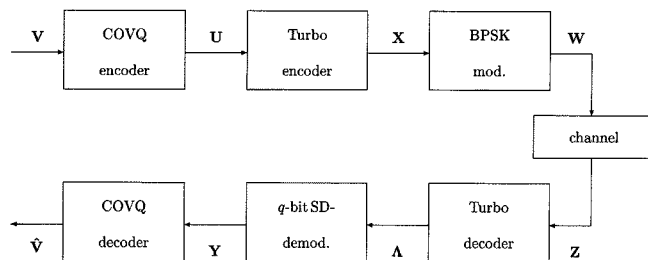 V
COVQ
encoder
U
Turbo
encoder
X
BPSK
mod.
W
channel
Z
Turbo
decoder
Λ
q-bit SD-
demod.
Y
COVQ
decoder
V̂